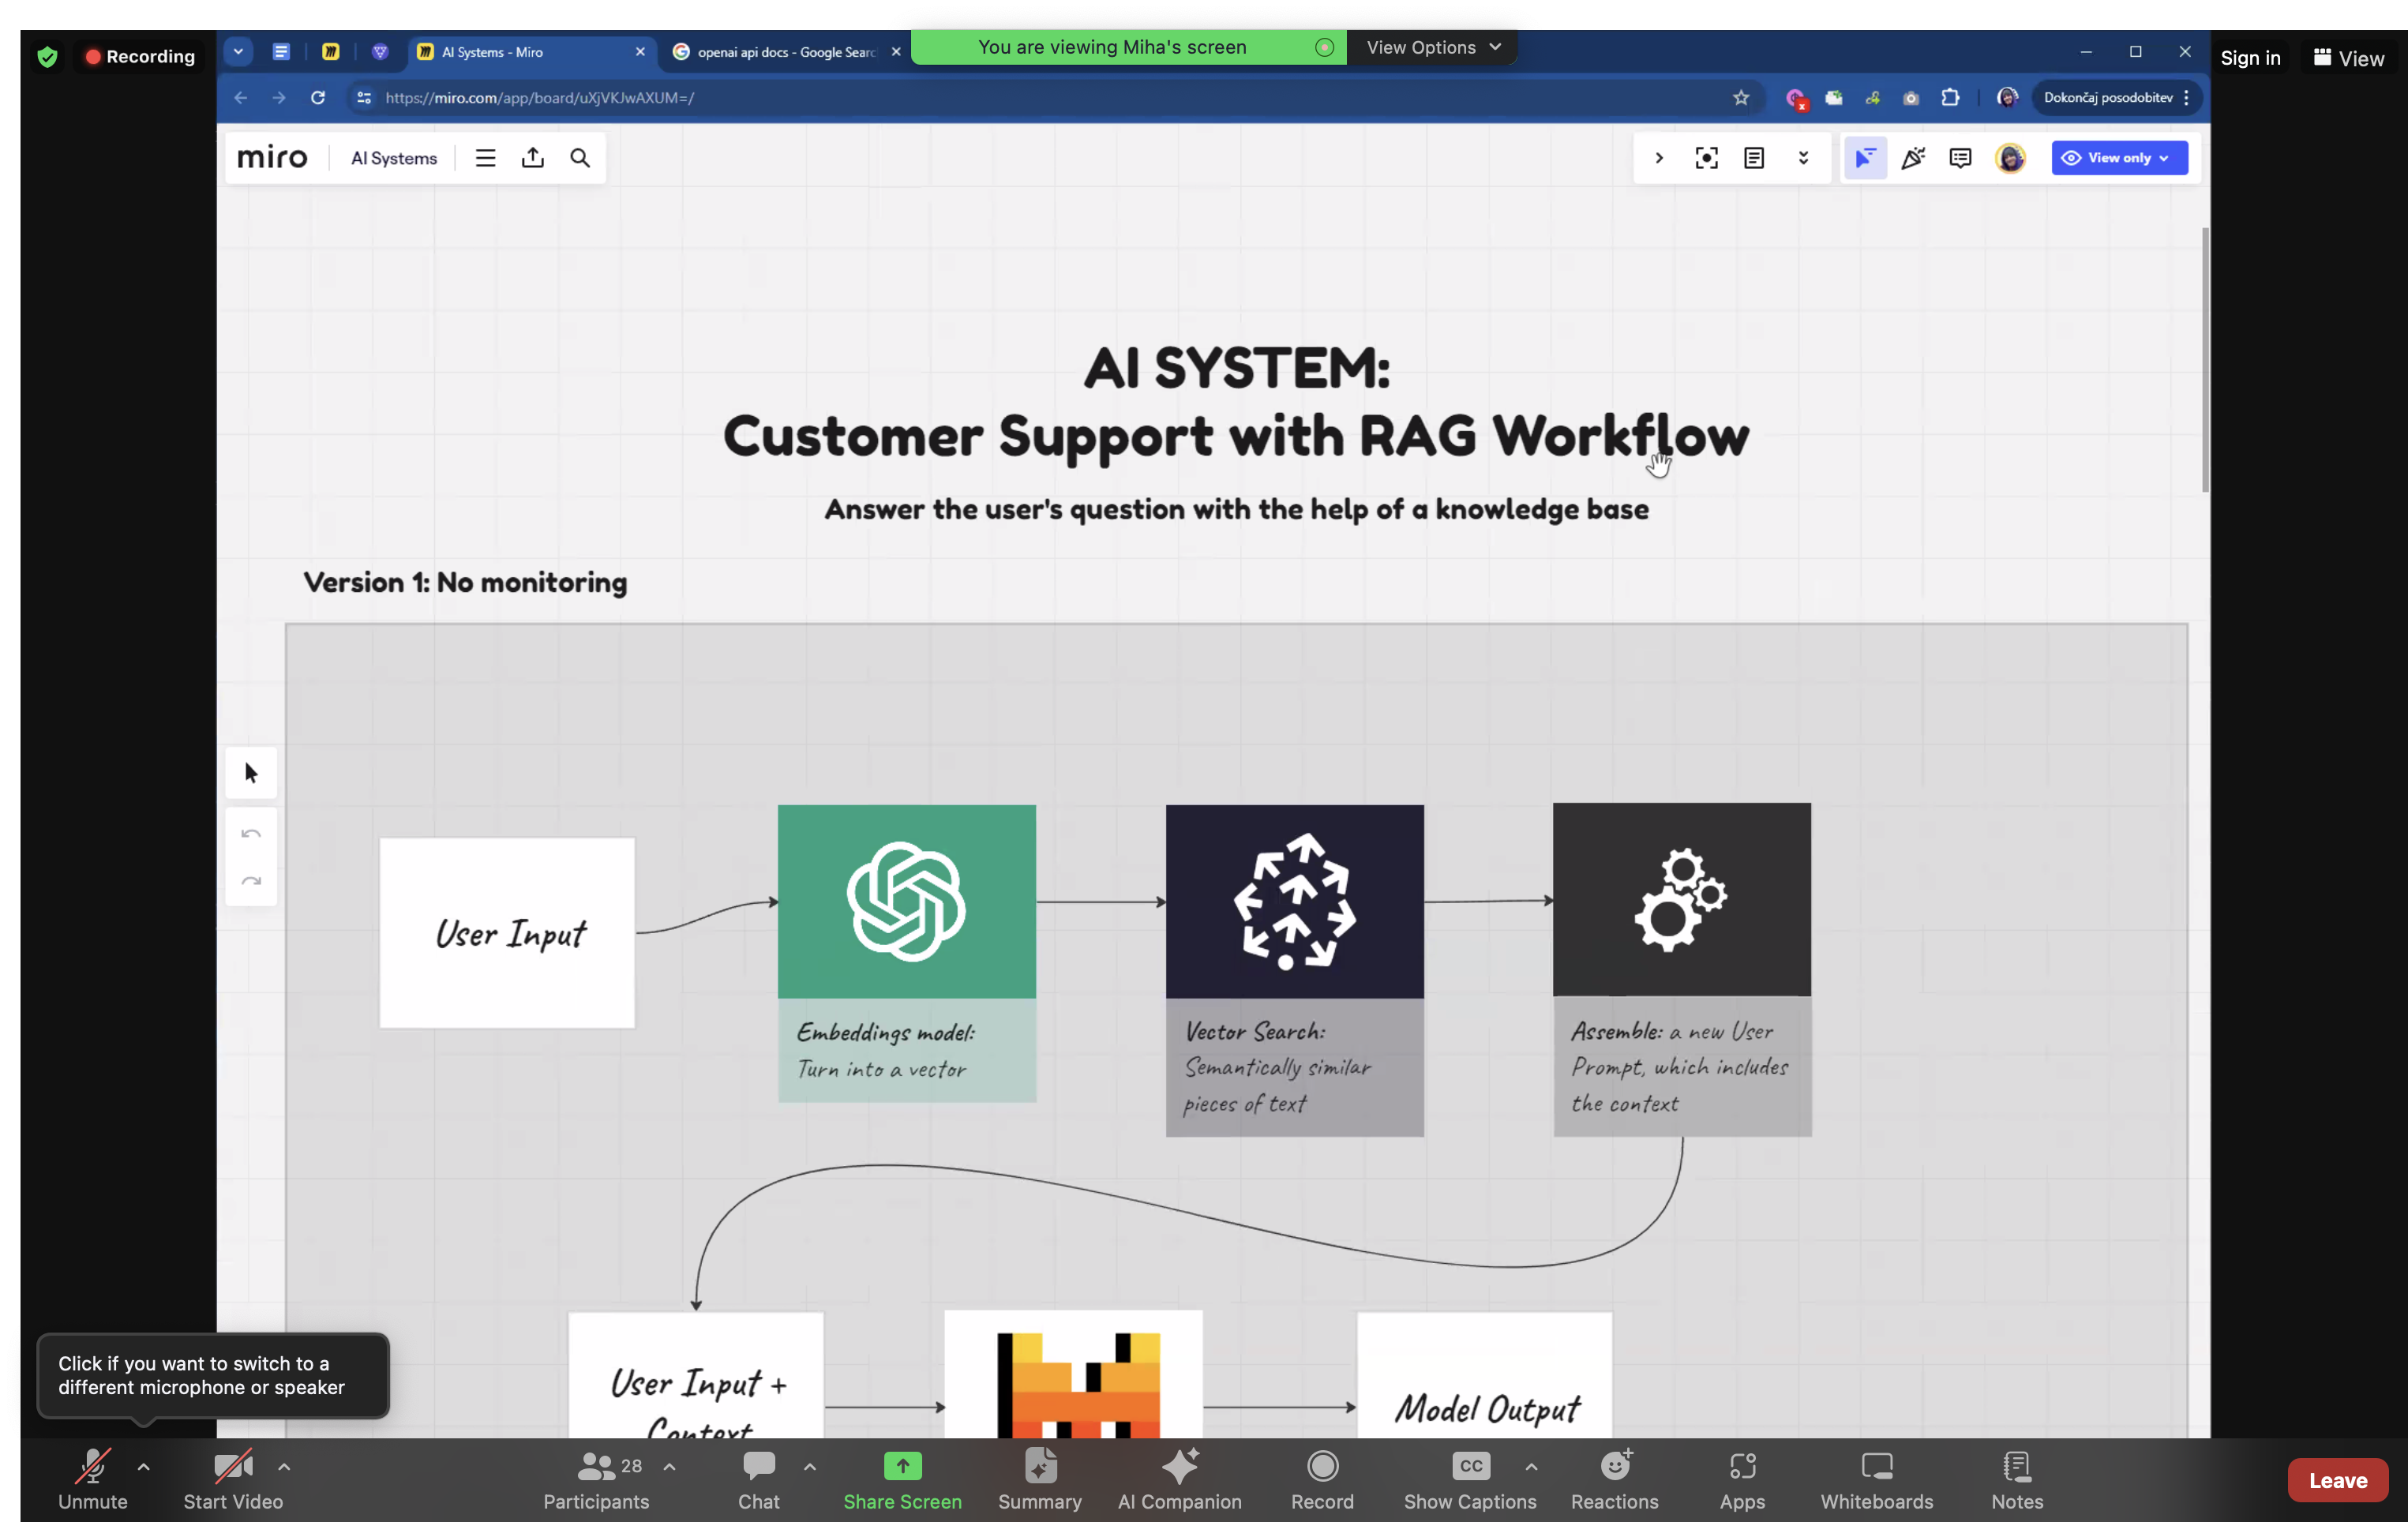 Recording
AI Systems - Miro
openai api docs - Google Searc
You are viewing Miha's screen
View Options
Sign in
View
https://miro.com/app/board/uXjVKJwAXUM=/
Dokončaj posodobitev
miro
AI Systems
View only
AI SYSTEM:
Customer Support with RAG Workflow
Answer the user's question with the help of a knowledge base
Version 1: No monitoring
User Input
Embeddings model:
Turn into a vector
Vector Search:
Semantically similar
pieces of text
Assemble: a new User
Prompt, which includes
the context
User Input +
Context
Model Output
Click if you want to switch to a
different microphone or speaker
Unmute
Start Video
28
Participants
Chat
Share Screen
Summary
AI Companion
Record
CC
Show Captions
Reactions
Apps
Whiteboards
Notes
Leave